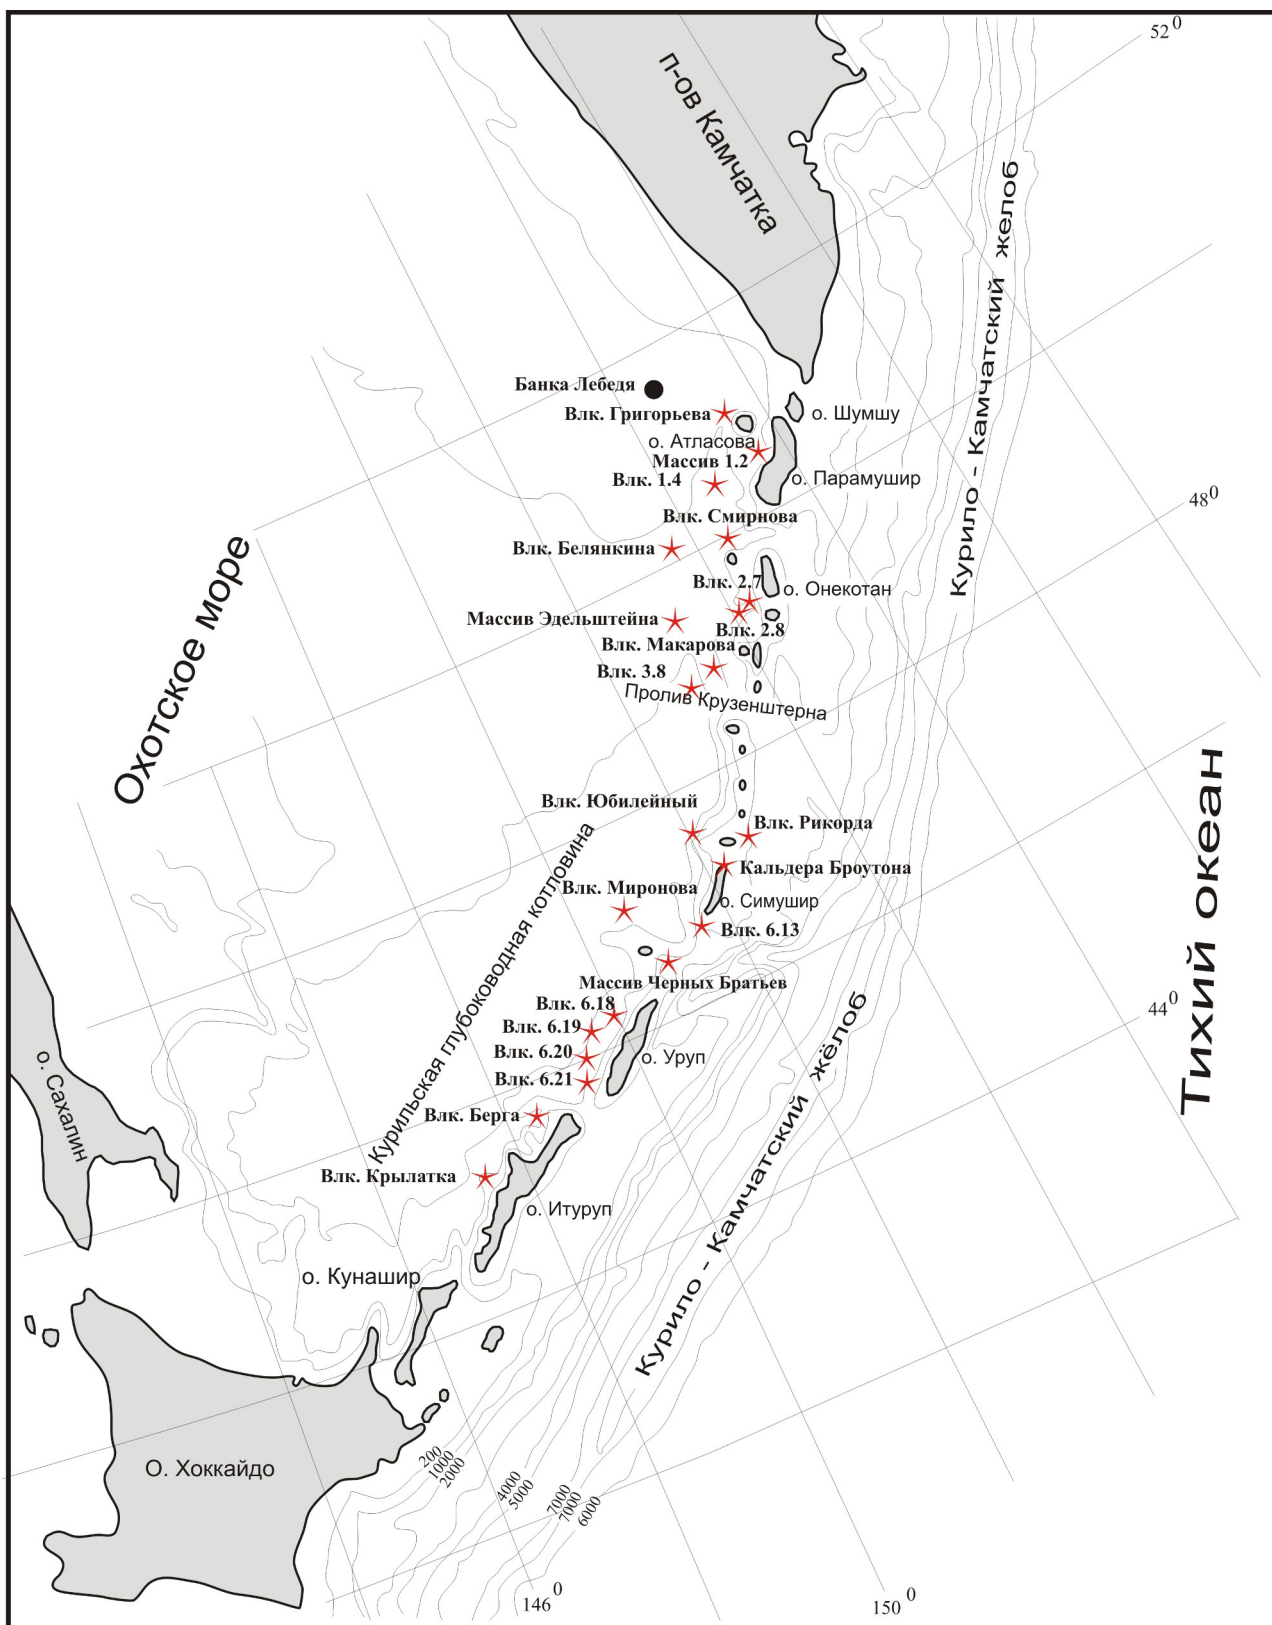 52⁰
п-ов Камчатка
Курило - Камчатский желоб
Банка Лебедя
Влк. Григорьева
о. Шумшу
о. Атласова
Массив 1.2
Влк. 1.4
о. Парамушир
48⁰
Влк. Смирнова
Влк. Белянкина
Охотское море
Влк. 2.7
о. Онекотан
Массив Эдельштейна
Влк. 2.8
Влк. Макарова
Влк. 3.8
Пролив Крузенштерна
Тихий океан
Влк. Юбилейный
Влк. Рикорда
Кальдера Броутона
Курильская глубоководная котловина
Влк. Миронова
о. Симушир
Влк. 6.13
Массив Черных Братьев
44⁰
Влк. 6.18
Влк. 6.19
Влк. 6.20
о. Уруп
Влк. 6.21
о. Сахалин
Влк. Берга
Курило - Камчатский жёлоб
Влк. Крылатка
о. Итуруп
о. Кунашир
О. Хоккайдо
200
1000
2000
4000
5000
7000
7000
6000
146⁰
150⁰